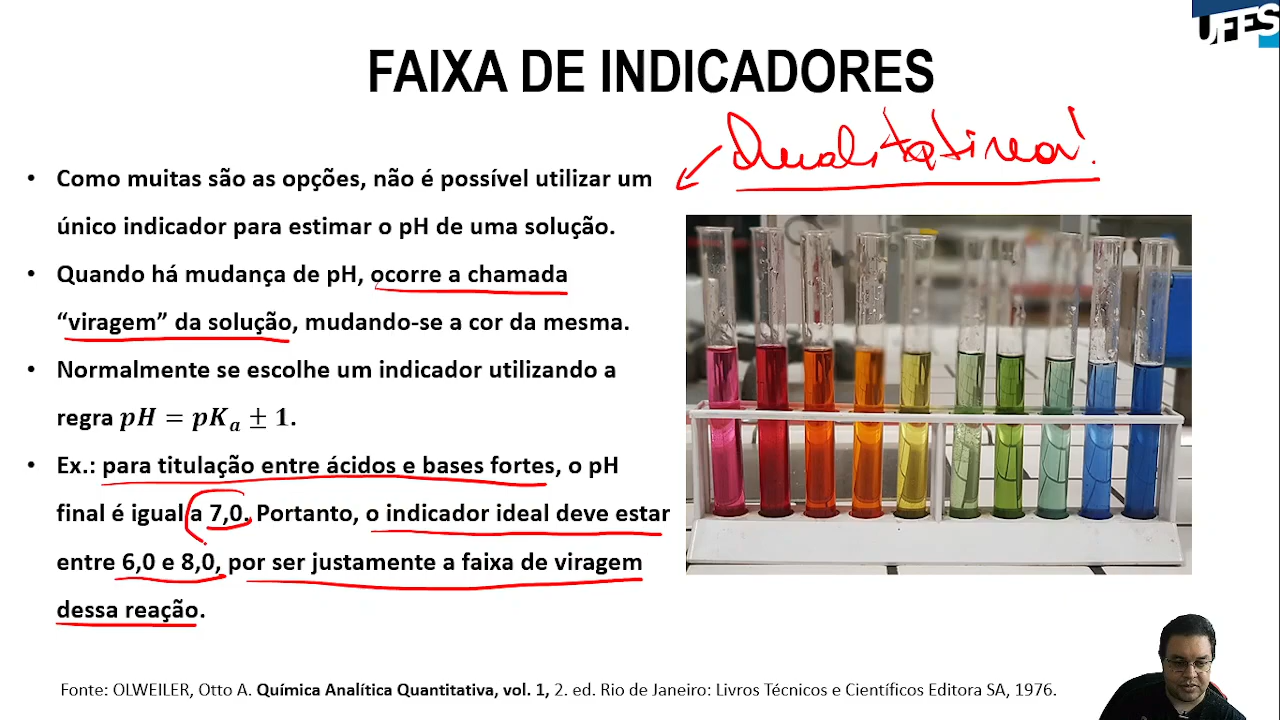 UFES
FAIXA DE INDICADORES
Qualitativa!
• Como muitas são as opções, não é possível utilizar um
único indicador para estimar o pH de uma solução.
• Quando há mudança de pH, ocorre a chamada
“viragem” da solução, mudando-se a cor da mesma.
• Normalmente se escolhe um indicador utilizando a
regra pH = pKₐ ± 1.
• Ex.: para titulação entre ácidos e bases fortes, o pH
final é igual a 7,0. Portanto, o indicador ideal deve estar
entre 6,0 e 8,0, por ser justamente a faixa de viragem
dessa reação.
Fonte: OLWEILER, Otto A. Química Analítica Quantitativa, vol. 1, 2. ed. Rio de Janeiro: Livros Técnicos e Científicos Editora SA, 1976.